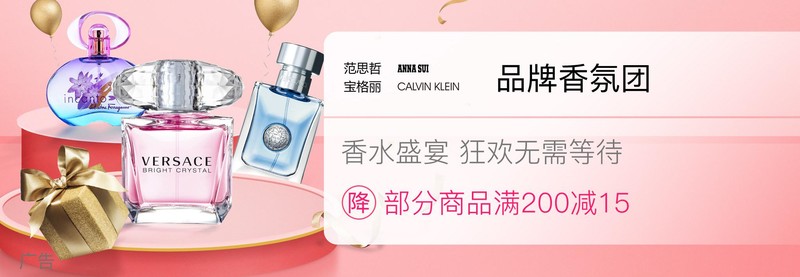 范思哲 ANNA SUI
宝格丽 CALVIN KLEIN
品牌香氛团
香水盛宴 狂欢无需等待
降 部分商品满200减15
incanto
VERSACE
BRIGHT CRYSTAL
广告